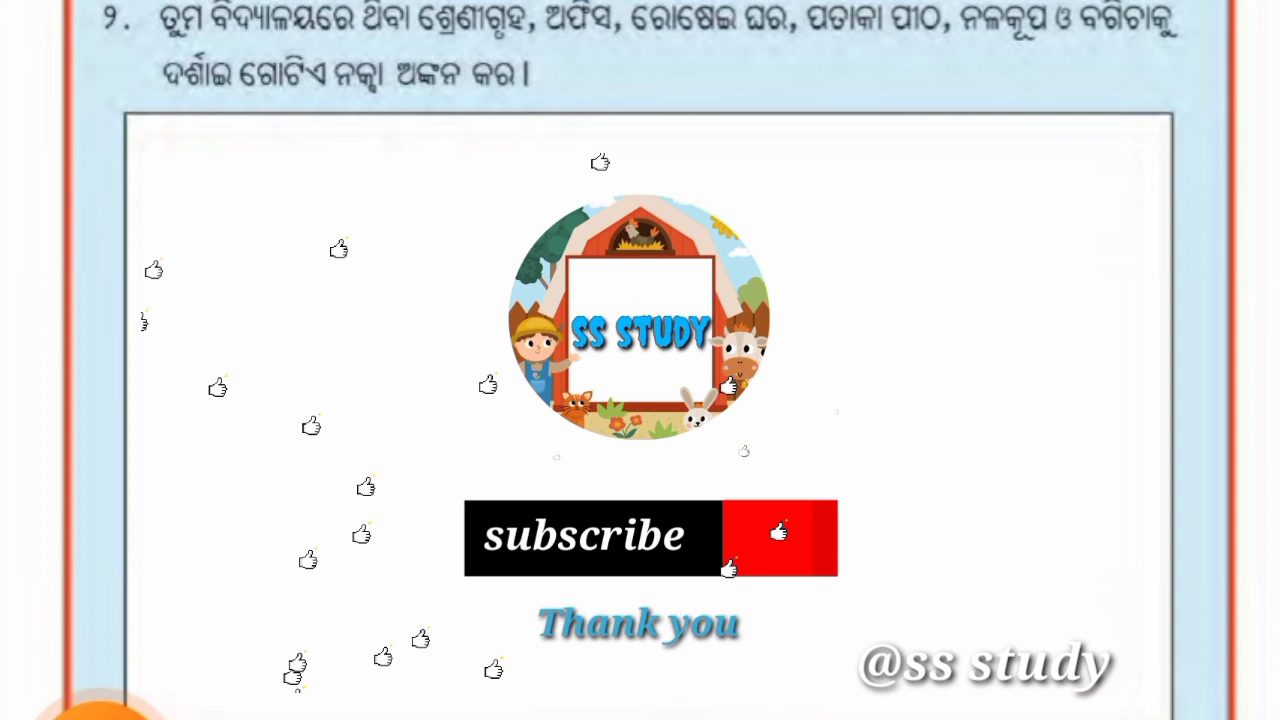 ୨. ତୁମ ବିଦ୍ୟାଳୟରେ ଥିବା ଶ୍ରେଣୀଗୃହ, ଅଫିସ, ରୋଷେଇ ଘର, ପତାକା ପୀଠ, ନଳକୂପ ଓ ବଗିଚାକୁ
ଦର୍ଶାଇ ଗୋଟିଏ ନକ୍ସା ଅଙ୍କନ କର।
SS STUDY
subscribe
Thank you
@ss study